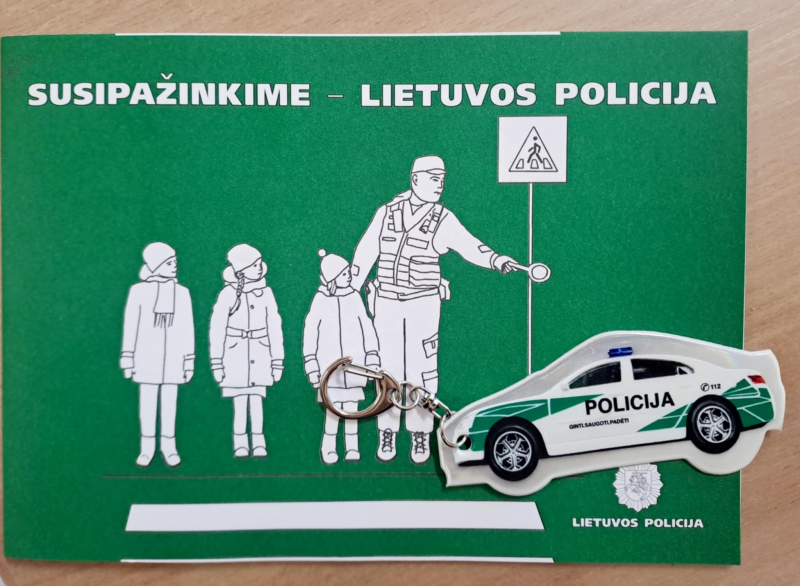 SUSIPAŽINKIME – LIETUVOS POLICIJA
112
POLICIJA
GINTI.SAUGOTI.PADĖTI
LIETUVOS POLICIJA